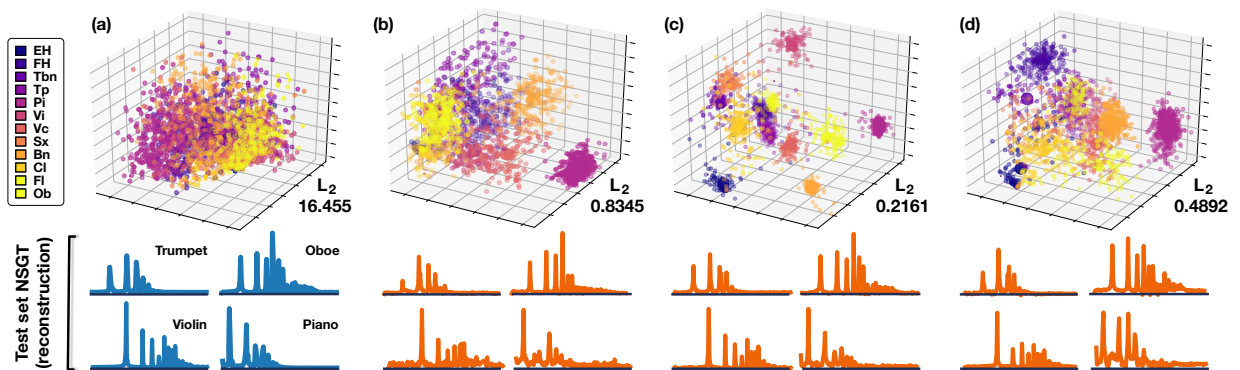 (a)
(b)
(c)
(d)
EH
FH
Tbn
Tp
Pi
Vi
Vc
Sx
Bn
Cl
Fl
Ob
L2
16.455
L2
0.8345
L2
0.2161
L2
0.4892
Test set NSGT
(reconstruction)
Trumpet
Oboe
Violin
Piano